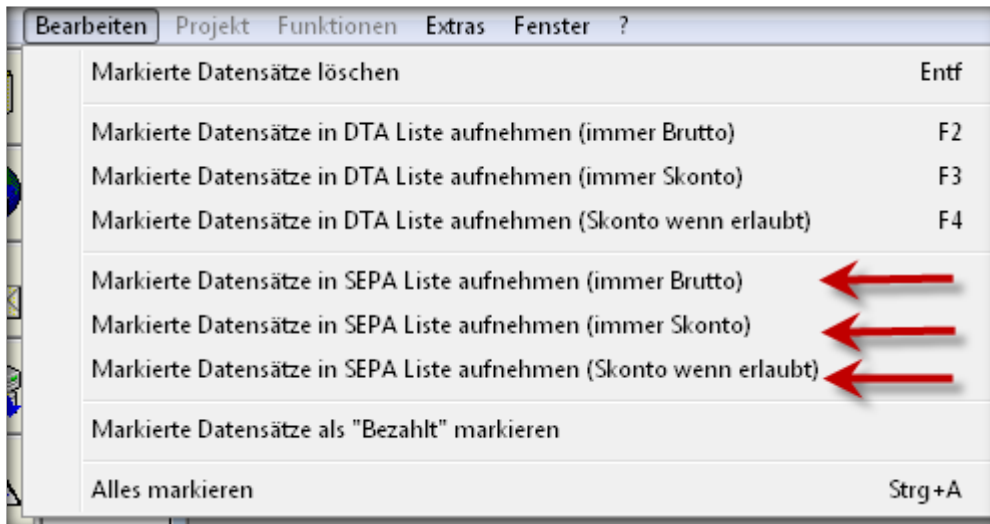 Bearbeiten Projekt Funktionen Extras Fenster ?
Markierte Datensätze löschen Entf
Markierte Datensätze in DTA Liste aufnehmen (immer Brutto) F2
Markierte Datensätze in DTA Liste aufnehmen (immer Skonto) F3
Markierte Datensätze in DTA Liste aufnehmen (Skonto wenn erlaubt) F4
Markierte Datensätze in SEPA Liste aufnehmen (immer Brutto)
Markierte Datensätze in SEPA Liste aufnehmen (immer Skonto)
Markierte Datensätze in SEPA Liste aufnehmen (Skonto wenn erlaubt)
Markierte Datensätze als "Bezahlt" markieren
Alles markieren Strg+A